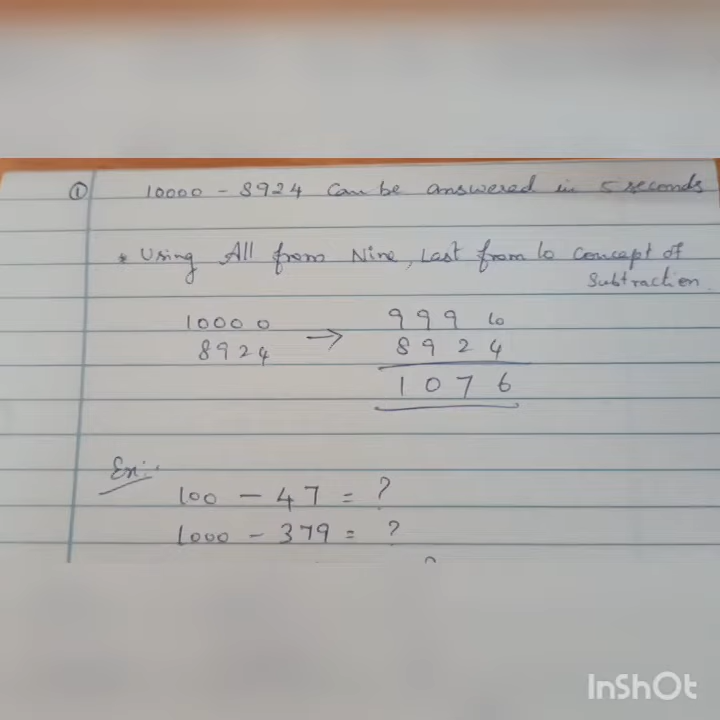 ① 10000 - 8924 Can be answered in 5 seconds
* Using All from Nine, Last from 10 Concept of
Subtraction.
10000 → 9 9 9 10
8924 8 9 2 4
1 0 7 6
Ex:-
100 - 47 = ?
1000 - 379 = ?
InShOt